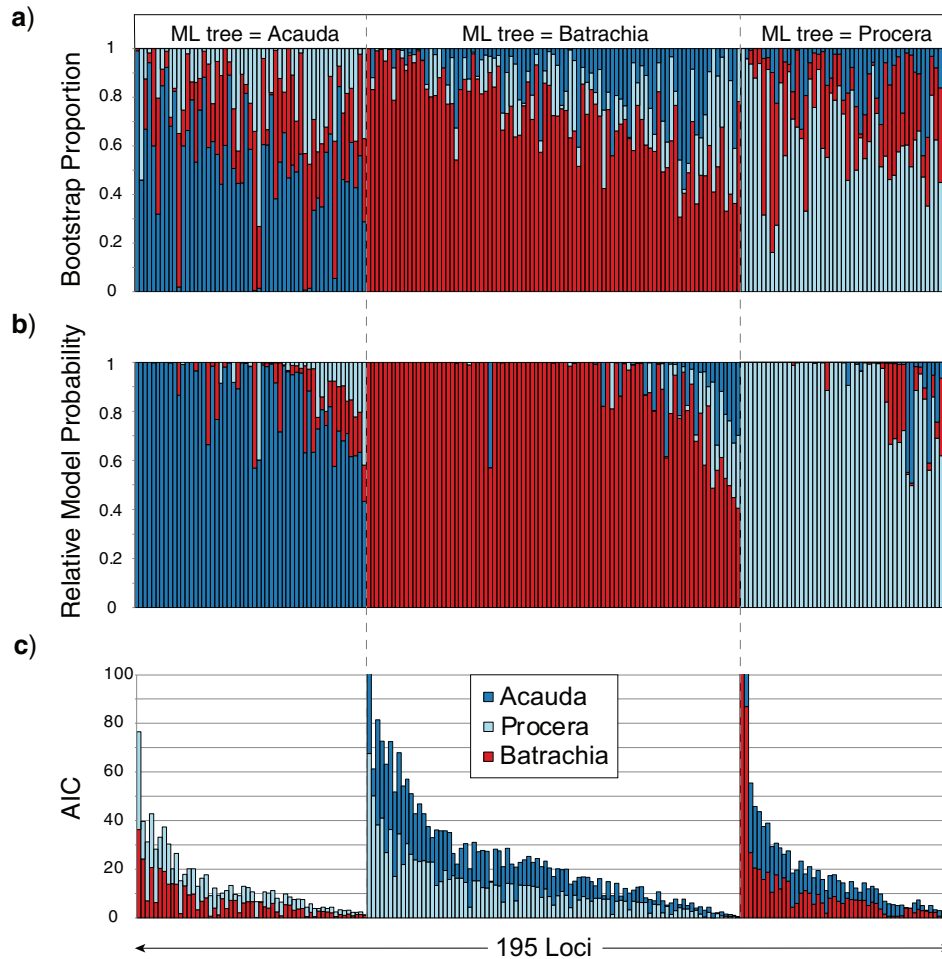 a)
ML tree = Acauda
ML tree = Batrachia
ML tree = Procera
Bootstrap Proportion
1
0.8
0.6
0.4
0.2
0
b)
Relative Model Probability
1
0.8
0.6
0.4
0.2
0
c)
AIC
100
80
60
40
20
0
Acauda
Procera
Batrachia
195 Loci